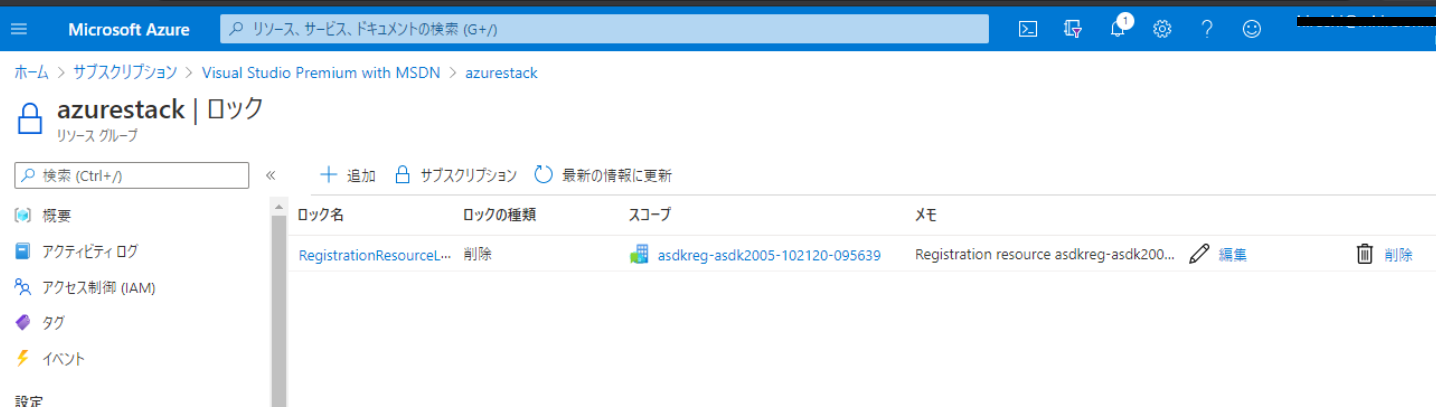 Microsoft Azure
リソース、サービス、ドキュメントの検索 (G+/)
1
ホーム > サブスクリプション > Visual Studio Premium with MSDN > azurestack
azurestack | ロック
リソース グループ
検索 (Ctrl+/)
«
追加
サブスクリプション
最新の情報に更新
概要
アクティビティ ログ
アクセス制御 (IAM)
タグ
イベント
設定
ロック名 ロックの種類 スコープ メモ
RegistrationResourceL... 削除 asdkreg-asdk2005-102120-095639 Registration resource asdkreg-asdk200... 編集 削除